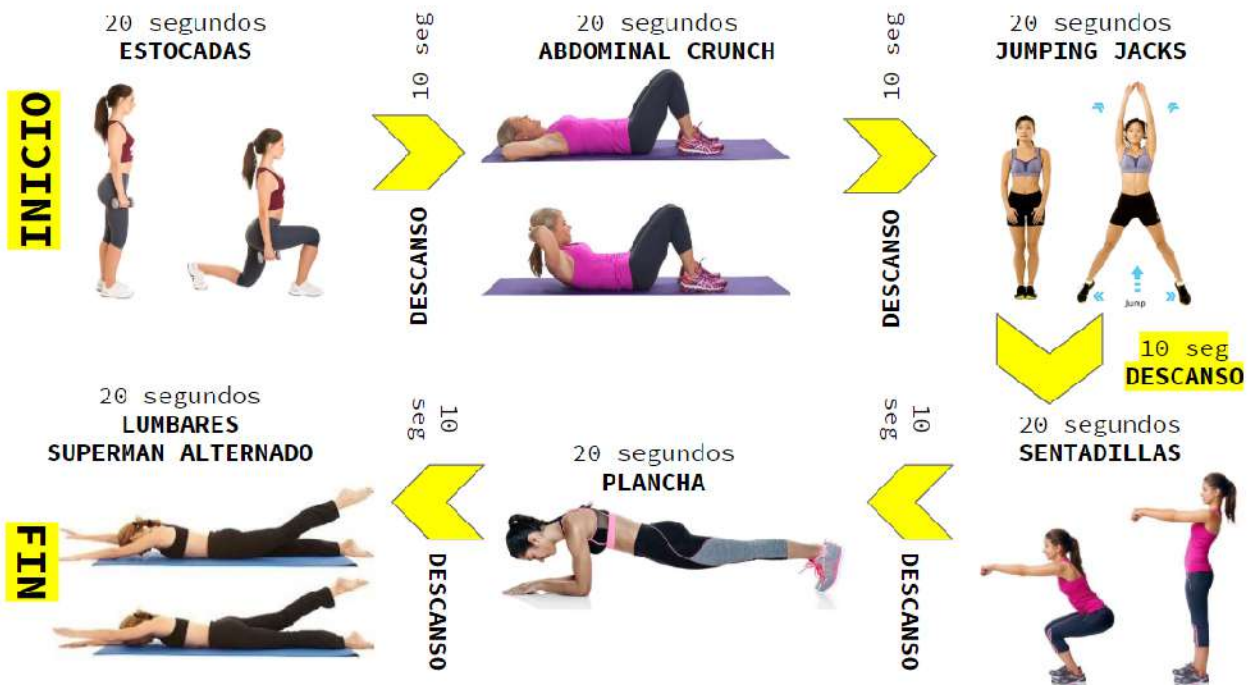 INICIO
20 segundos
ESTOCADAS
10 seg
DESCANSO
20 segundos
ABDOMINAL CRUNCH
10 seg
DESCANSO
20 segundos
JUMPING JACKS
Jump
10 seg
DESCANSO
20 segundos
SENTADILLAS
10
seg
DESCANSO
20 segundos
PLANCHA
10
seg
DESCANSO
20 segundos
LUMBARES
SUPERMAN ALTERNADO
FIN